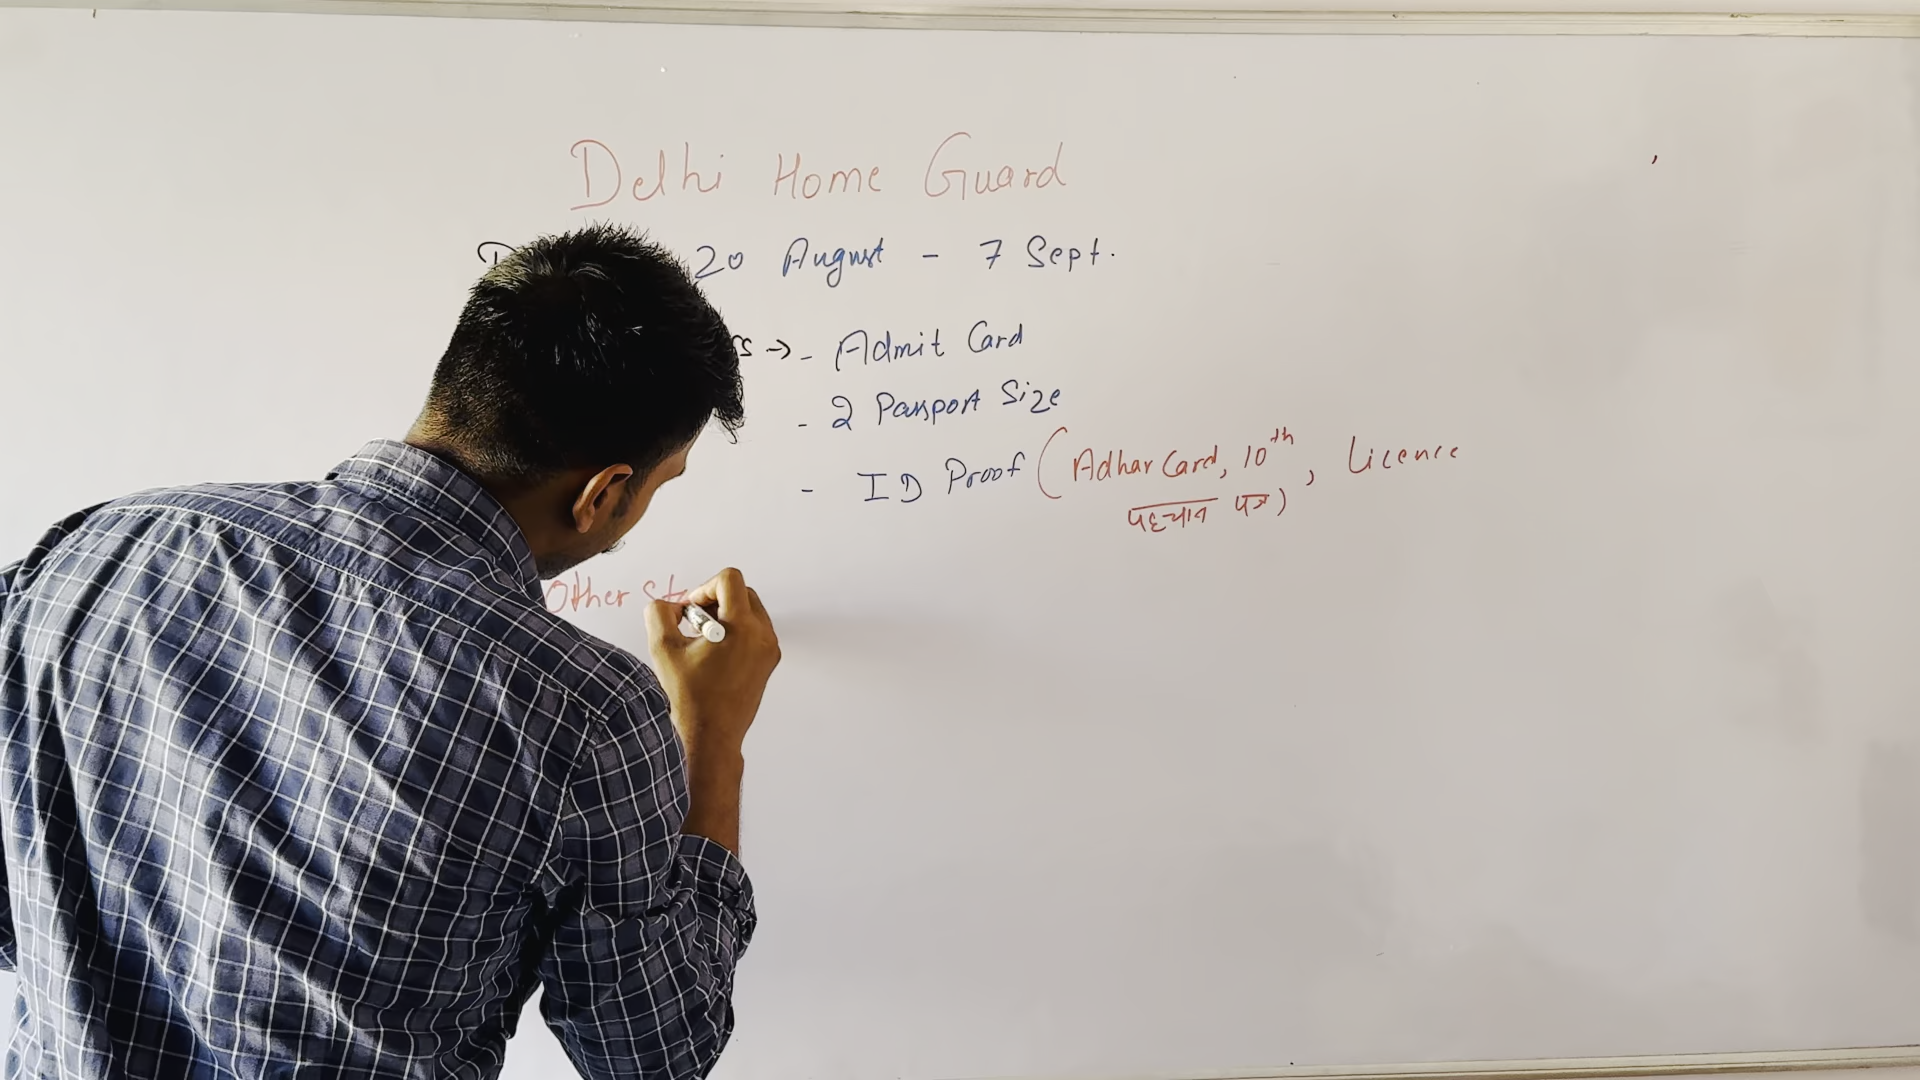 Delhi Home Guard
20 August - 7 Sept.
→ - Admit Card
- 2 Passport Size
- ID Proof (Adhar Card, 10th, Licence
पहचान पत्र)
Other